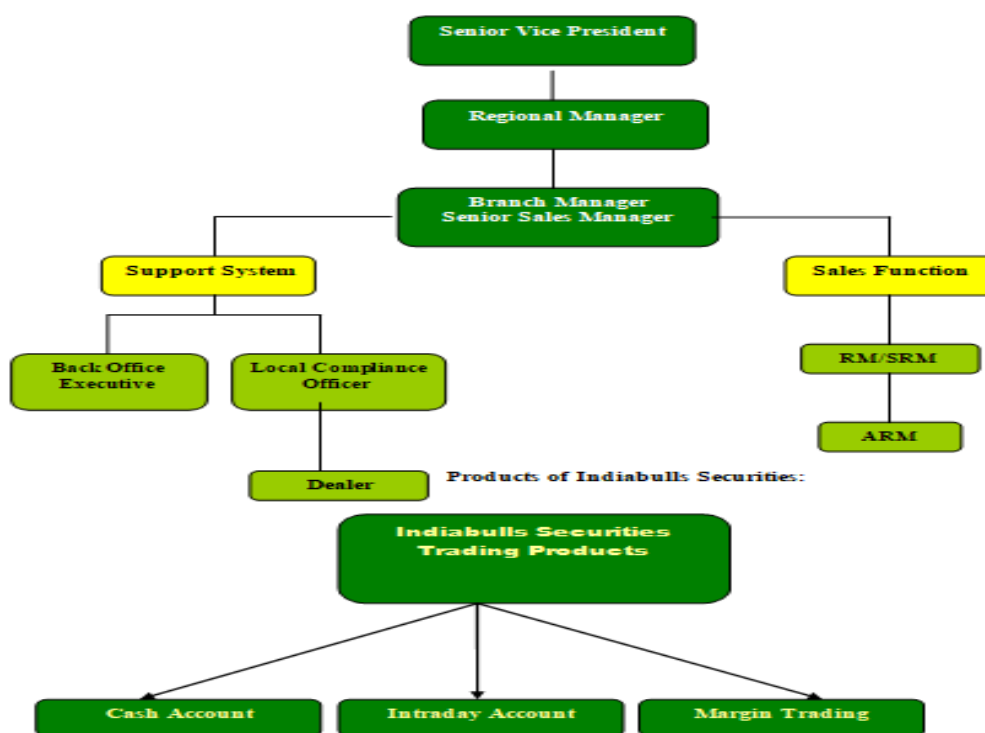 Senior Vice President
Regional Manager
Branch Manager
Senior Sales Manager
Support System
Sales Function
Back Office
Executive
Local Compliance
Officer
RM/SRM
ARM
Dealer
Products of Indiabulls Securities:
Indiabulls Securities
Trading Products
Cash Account
Intraday Account
Margin Trading